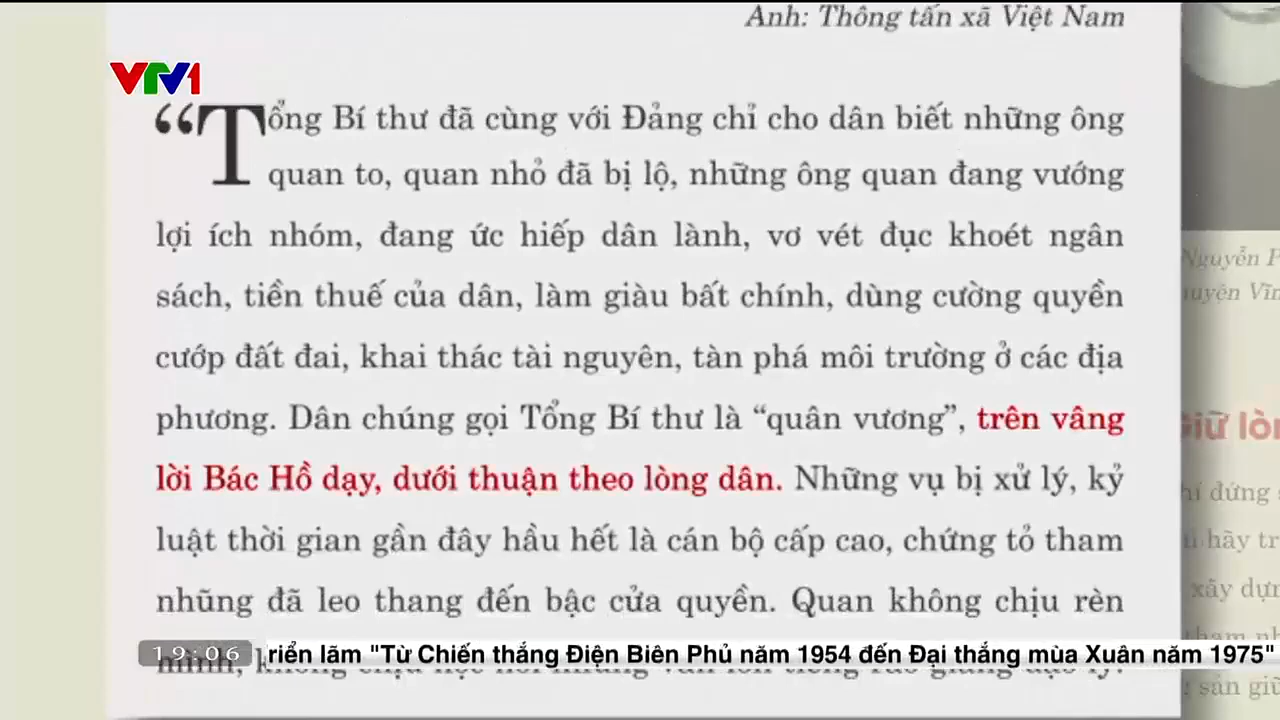 Ảnh: Thông tấn xã Việt Nam
VTV1
“Tổng Bí thư đã cùng với Đảng chỉ cho dân biết những ông
quan to, quan nhỏ đã bị lộ, những ông quan đang vướng
lợi ích nhóm, đang ức hiếp dân lành, vơ vét đục khoét ngân
sách, tiền thuế của dân, làm giàu bất chính, dùng cường quyền
cướp đất đai, khai thác tài nguyên, tàn phá môi trường ở các địa
phương. Dân chúng gọi Tổng Bí thư là “quân vương”, trên vâng
lời Bác Hồ dạy, dưới thuận theo lòng dân. Những vụ bị xử lý, kỷ
luật thời gian gần đây hầu hết là cán bộ cấp cao, chứng tỏ tham
nhũng đã leo thang đến bậc cửa quyền. Quan không chịu rèn
19:06 riển lãm "Từ Chiến thắng Điện Biên Phủ năm 1954 đến Đại thắng mùa Xuân năm 1975"
Nguyễn
Giữ
đứng
hãy
xây
sản